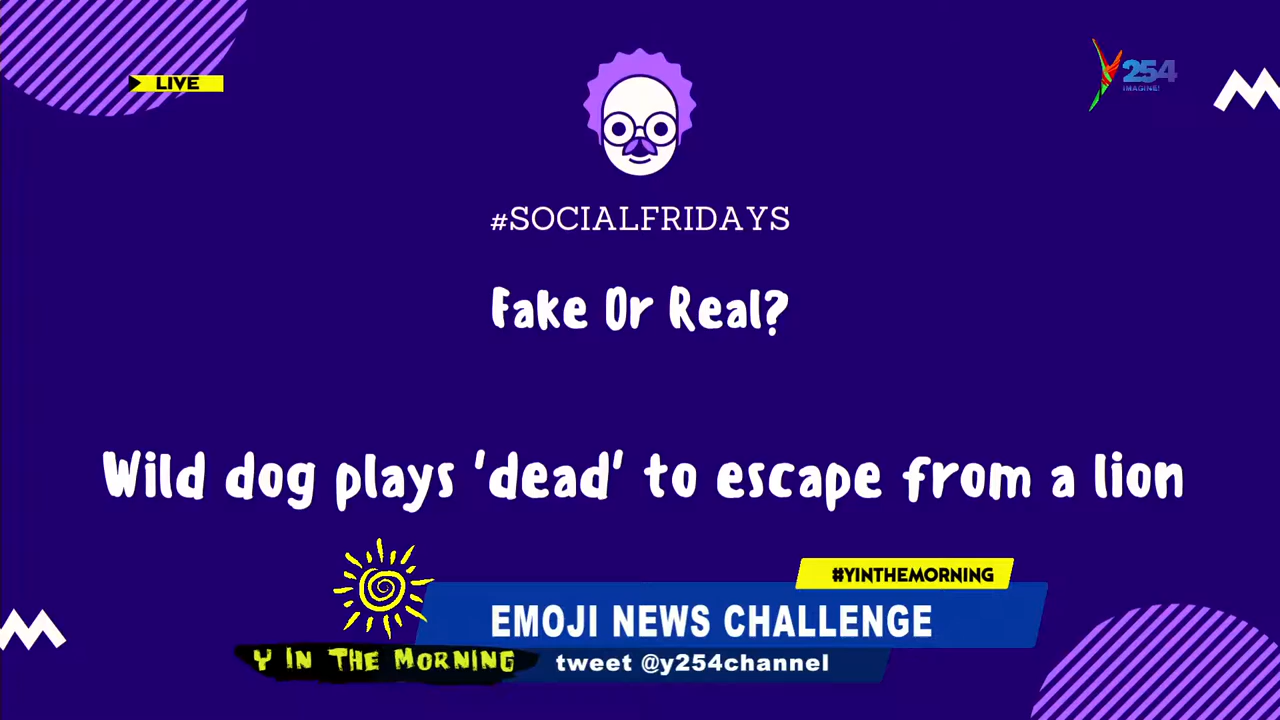 LIVE
254
IMAGINE!
#SOCIALFRIDAYS
Fake Or Real?
Wild dog plays 'dead' to escape from a lion
#YINTHEMORNING
EMOJI NEWS CHALLENGE
Y IN THE MORNING
tweet @y254channel